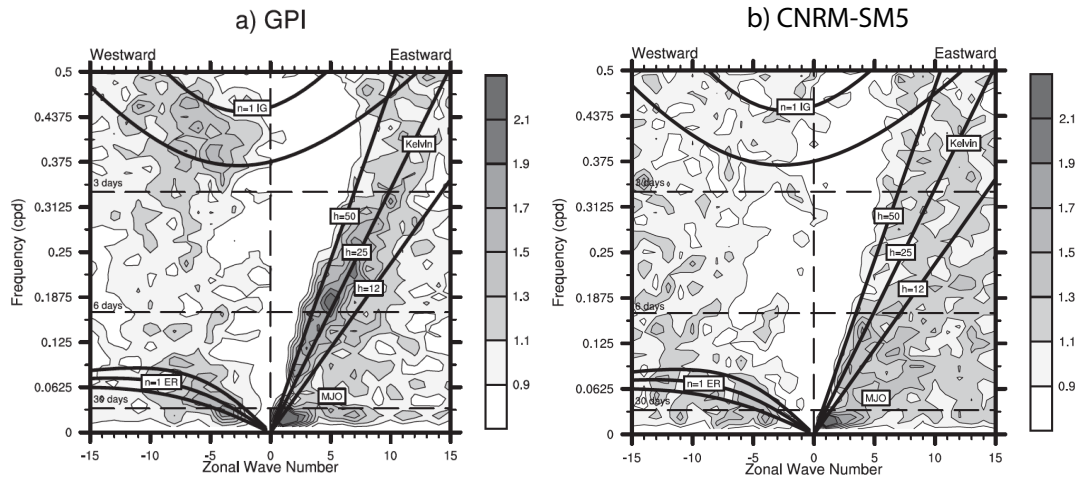 a) GPI
Westward Eastward
0.5
0.4375
0.375
0.3125
0.25
0.1875
0.125
0.0625
0
Frequency (cpd)
n=1 IG
Kelvin
3 days
h=50
h=25
h=12
6 days
n=1 ER
MJO
30 days
-15 -10 -5 0 5 10 15
Zonal Wave Number
2.1
1.9
1.7
1.5
1.3
1.1
0.9
b) CNRM-SM5
Westward Eastward
0.5
0.4375
0.375
0.3125
0.25
0.1875
0.125
0.0625
0
Frequency (cpd)
n=1 IG
Kelvin
3 days
h=50
h=25
h=12
6 days
n=1 ER
MJO
30 days
-15 -10 -5 0 5 10 15
Zonal Wave Number
2.1
1.9
1.7
1.5
1.3
1.1
0.9